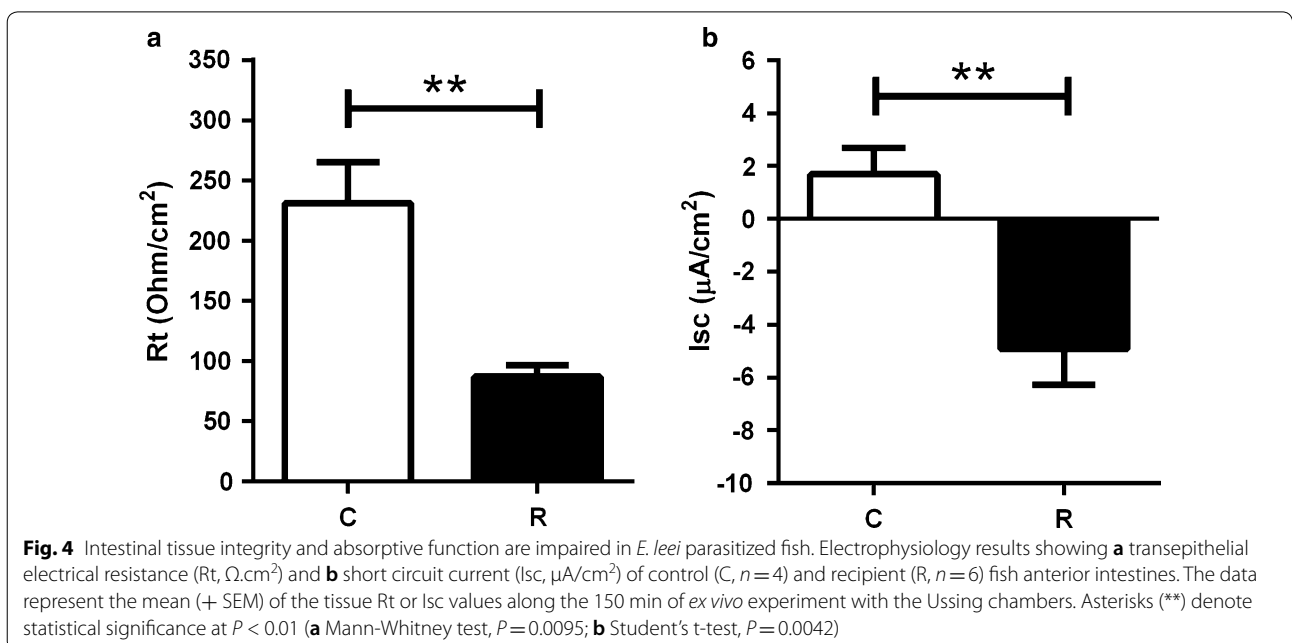 a
350
300
250
200
150
100
50
0
Rt (Ohm/cm²)
**
C
R
b
6
4
2
0
-2
-4
-6
-8
-10
Isc (µA/cm²)
**
C
R
Fig. 4 Intestinal tissue integrity and absorptive function are impaired in E. leei parasitized fish. Electrophysiology results showing a transepithelial
electrical resistance (Rt, Ω.cm²) and b short circuit current (Isc, µA/cm²) of control (C, n = 4) and recipient (R, n = 6) fish anterior intestines. The data
represent the mean (+ SEM) of the tissue Rt or Isc values along the 150 min of ex vivo experiment with the Ussing chambers. Asterisks (**) denote
statistical significance at P < 0.01 (a Mann-Whitney test, P = 0.0095; b Student's t-test, P = 0.0042)